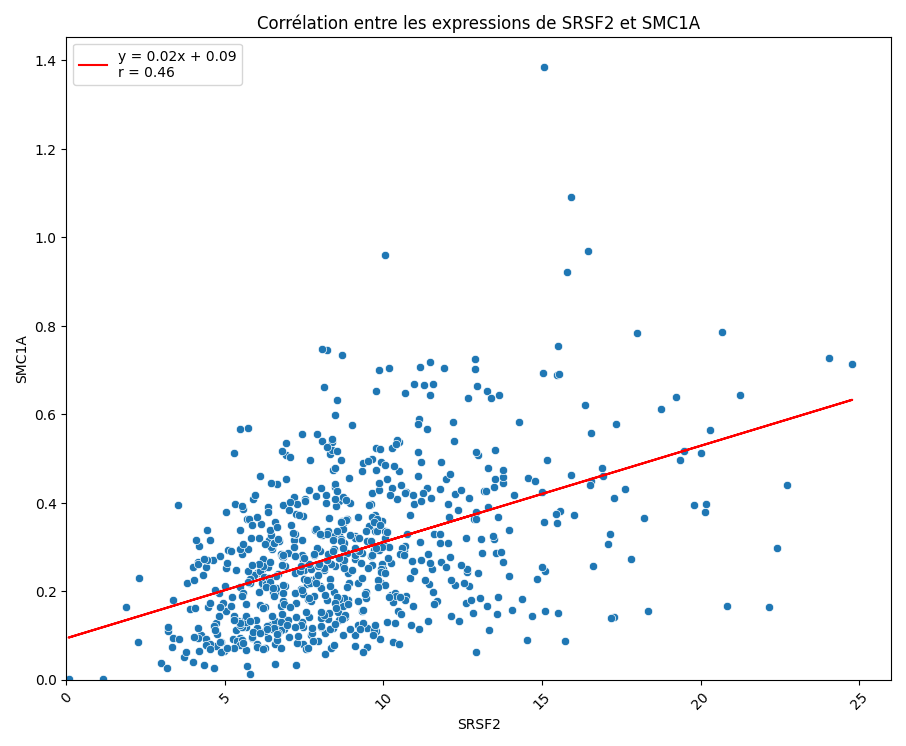 Corrélation entre les expressions de SRSF2 et SMC1A
y = 0.02x + 0.09
r = 0.46
1.4
1.2
1.0
0.8
0.6
0.4
0.2
0.0
SMC1A
0
5
10
15
20
25
SRSF2